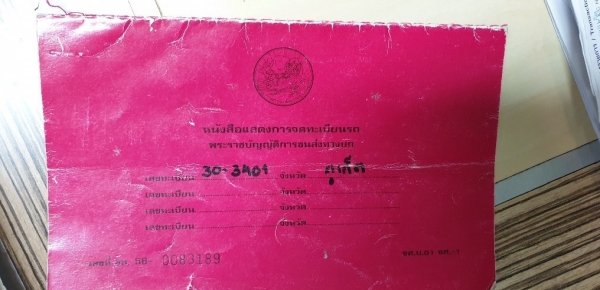 หนังสือแสดงการจดทะเบียนรถ
พระราชบัญญัติการขนส่งทางบก
เลขทะเบียน 30-3401 จังหวัด ภูเก็ต
เลขทะเบียน จังหวัด
เลขทะเบียน จังหวัด
เลขทะเบียน จังหวัด
0083189